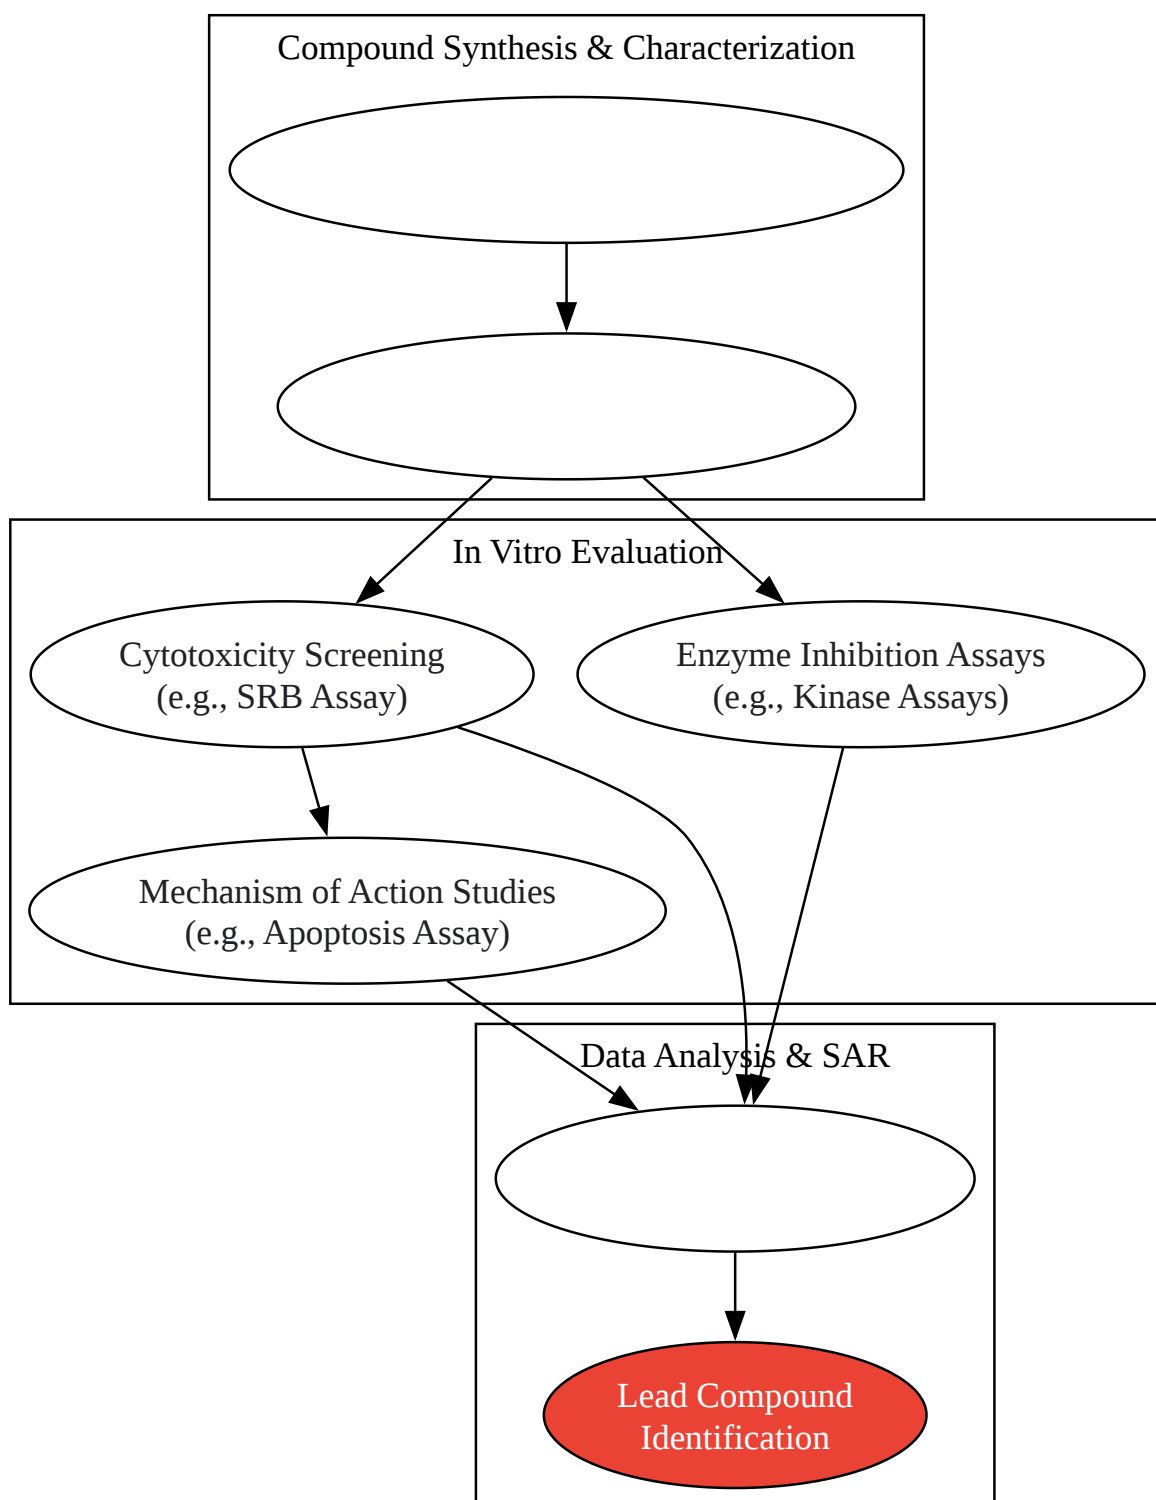 Compound Synthesis & Characterization
In Vitro Evaluation
Cytotoxicity Screening
(e.g., SRB Assay)
Enzyme Inhibition Assays
(e.g., Kinase Assays)
Mechanism of Action Studies
(e.g., Apoptosis Assay)
Data Analysis & SAR
Lead Compound
Identification